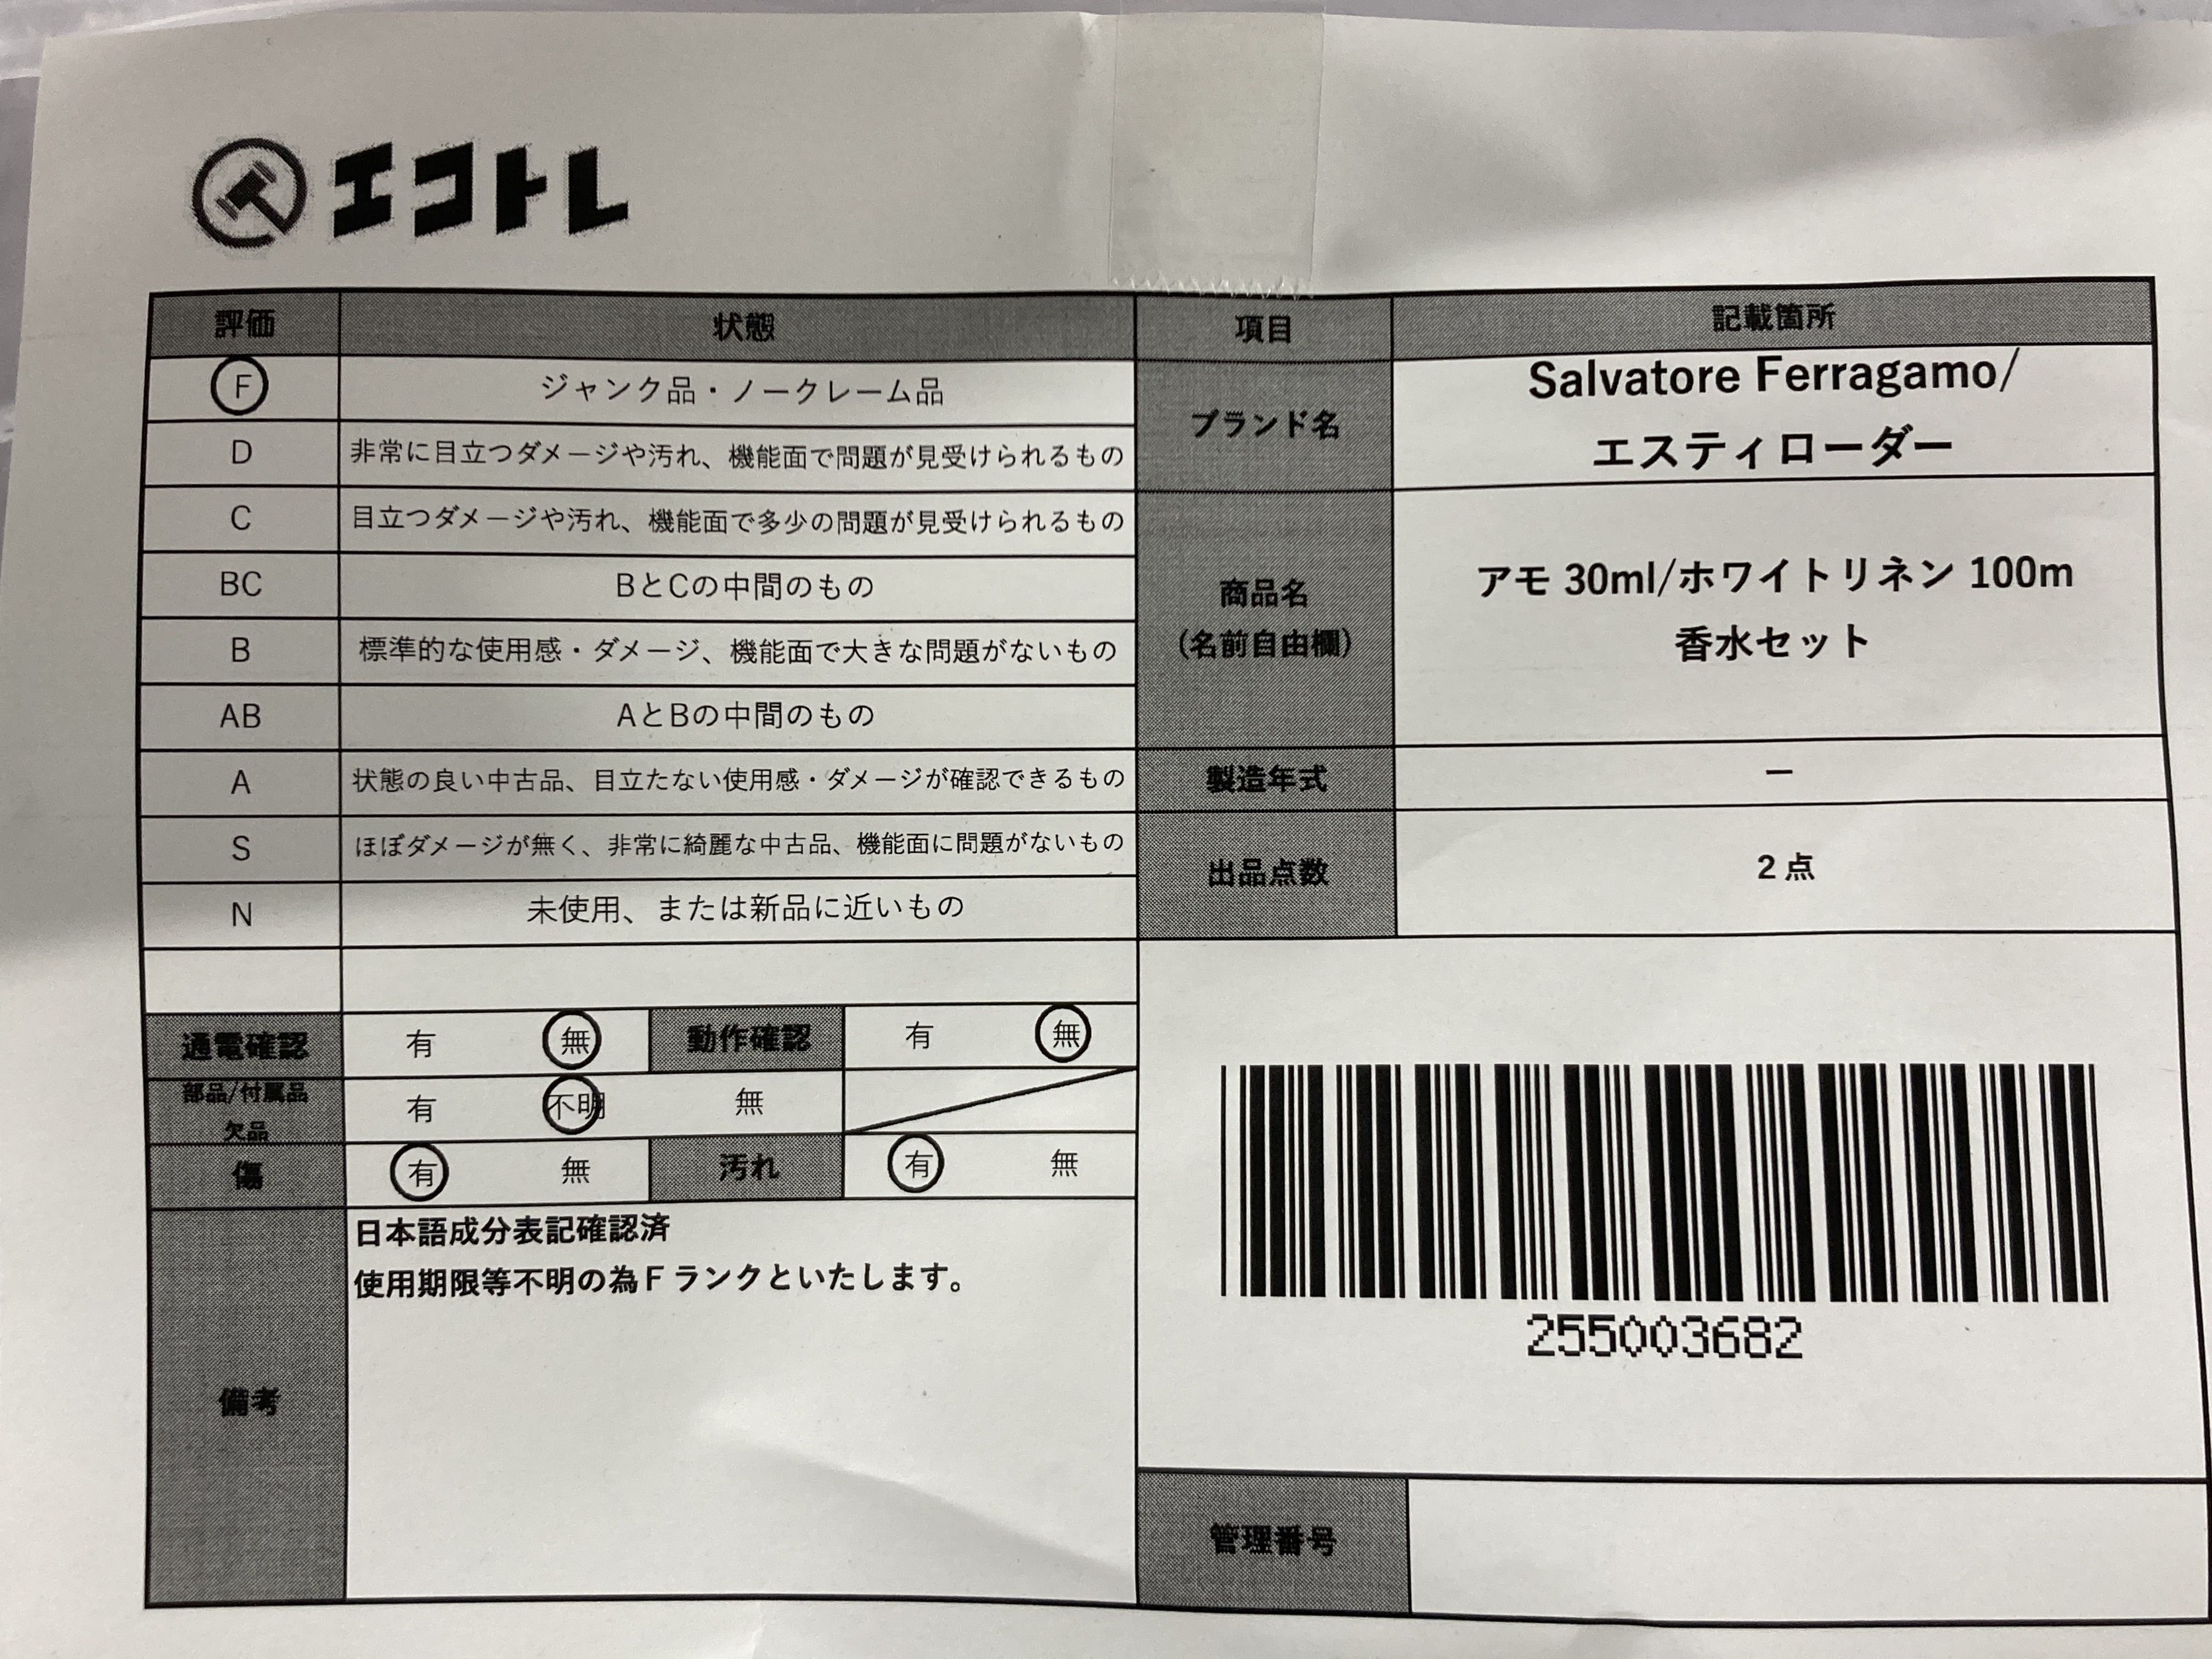 エコトレ
評価 状態
F ジャンク品・ノークレーム品
D 非常に目立つダメージや汚れ、機能面で問題が見受けられるもの
C 目立つダメージや汚れ、機能面で多少の問題が見受けられるもの
BC BとCの中間のもの
B 標準的な使用感・ダメージ、機能面で大きな問題がないもの
AB AとBの中間のもの
A 状態の良い中古品、目立たない使用感・ダメージが確認できるもの
S ほぼダメージが無く、非常に綺麗な中古品、機能面に問題がないもの
N 未使用、または新品に近いもの
通電確認 有 無 動作確認 有 無
部品/付属品
欠品 有 不明 無
傷 有 無 汚れ 有 無
備考
日本語成分表記確認済
使用期限等不明の為Fランクといたします。
項目 記載箇所
ブランド名
Salvatore Ferragamo/
エスティローダー
商品名
(名前自由欄)
アモ 30ml/ホワイトリネン 100m
香水セット
製造年式 ー
出品点数 2点
255003682
管理番号